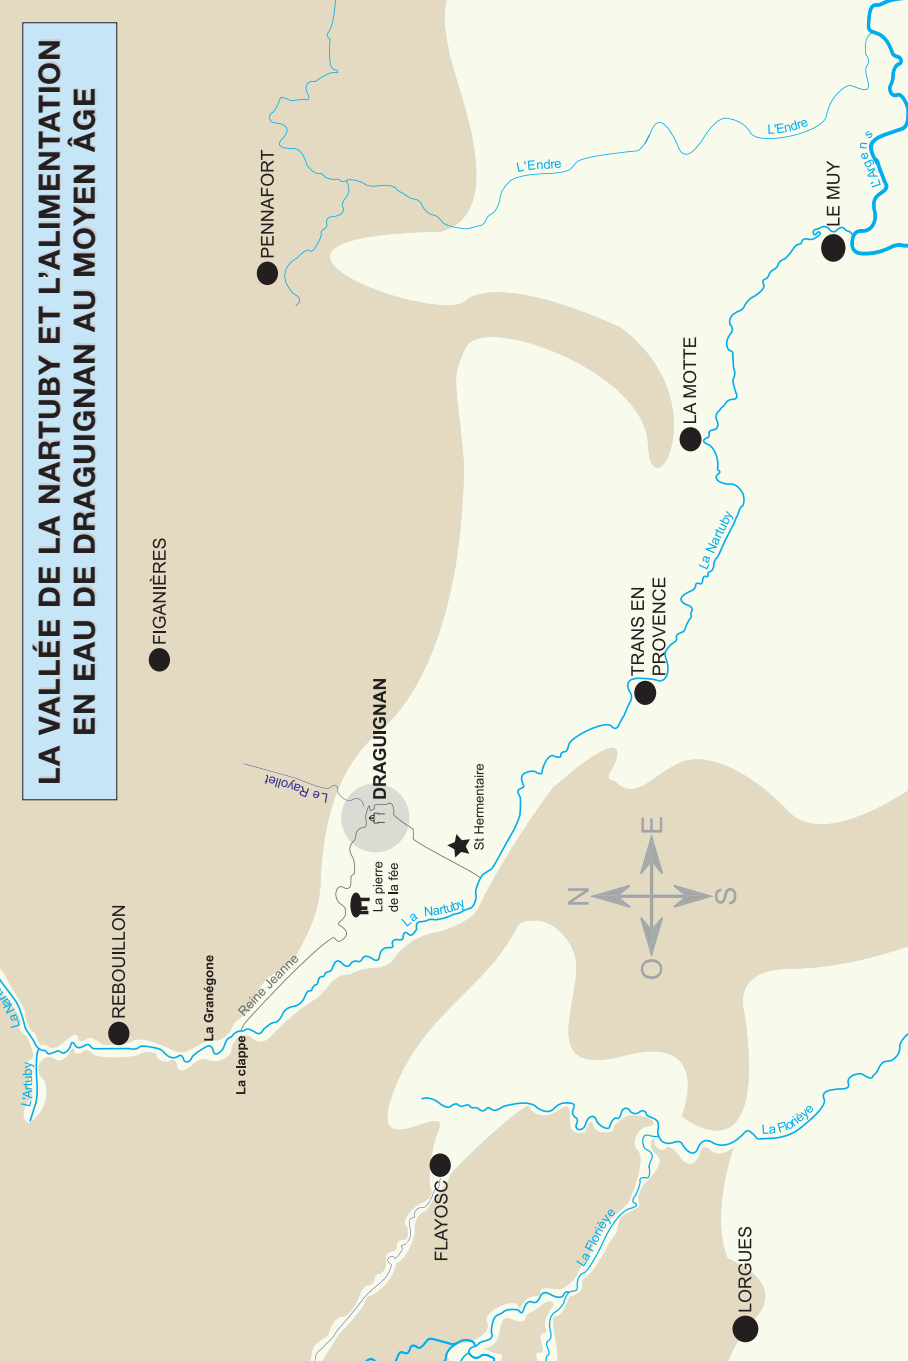 LA VALLÉE DE LA NARTUBY ET L'ALIMENTATION
EN EAU DE DRAGUIGNAN AU MOYEN ÂGE
L'Artuby
REBOUILLON
La Granégone
La clappe
Reine Jeanne
FIGANIÈRES
PENNAFORT
Le Rayollet
DRAGUIGNAN
La pierre
de la fée
St Hermentaire
La Nartuby
TRANS EN
PROVENCE
La Nartuby
LA MOTTE
L'Endre
L'Endre
LE MUY
L'Argens
N
E
S
O
FLAYOSC
La Florièye
La Florièye
LORGUES